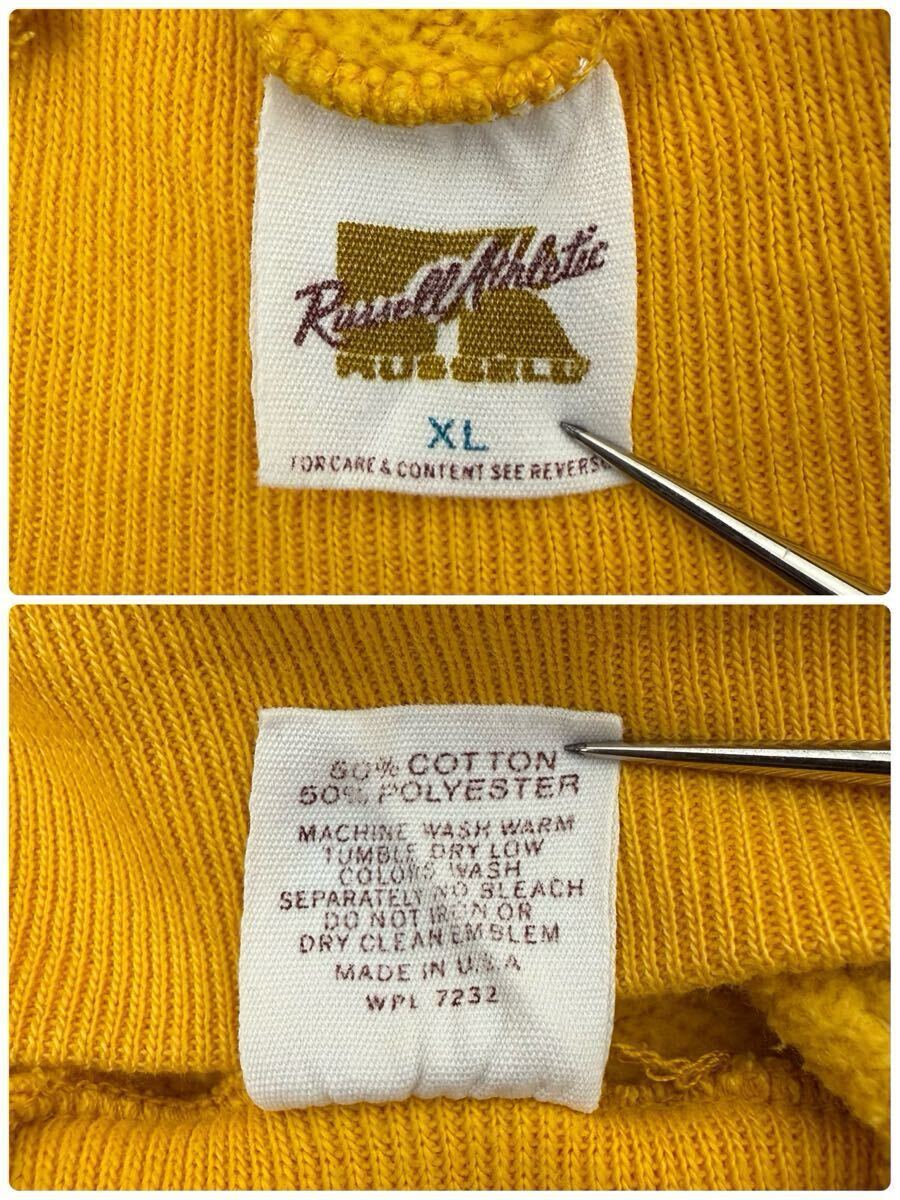 Russell Athletic
RUSSELL
XL
FOR CARE & CONTENT SEE REVERSE
50% COTTON
50% POLYESTER
MACHINE WASH WARM
TUMBLE DRY LOW
COLORS WASH
SEPARATELY NO BLEACH
DO NOT IRON OR
DRY CLEAN EMBLEM
MADE IN U.S.A
WPL 7232